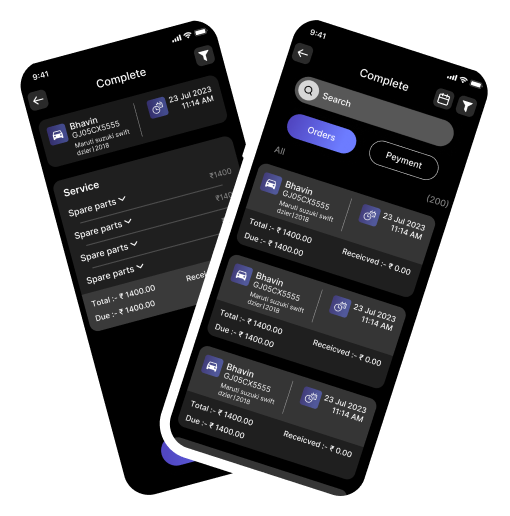 9:41
Complete
Bhavin
GJ05CX5555
Maruti suzuki swift
dzier|2018
23 Jul 2023
11:14 AM
Service
₹1400
Spare parts
Spare parts
Spare parts
Spare parts
Total :- ₹ 1400.00
Due :- ₹ 1400.00
9:41
Complete
Search
Orders
Peyment
All
(200)
Bhavin
GJ05CX5555
Maruti suzuki swift
dzier|2018
23 Jul 2023
11:14 AM
Total :- ₹ 1400.00
Due :- ₹ 1400.00
Receicved :- ₹ 0.00
Bhavin
GJ05CX5555
Maruti suzuki swift
dzier|2018
23 Jul 2023
11:14 AM
Total :- ₹ 1400.00
Due :- ₹ 1400.00
Receicved :- ₹ 0.00
Bhavin
GJ05CX5555
Maruti suzuki swift
dzier|2018
23 Jul 2023
11:14 AM
Total :- ₹ 1400.00
Due :- ₹ 1400.00
Receicved :- ₹ 0.00